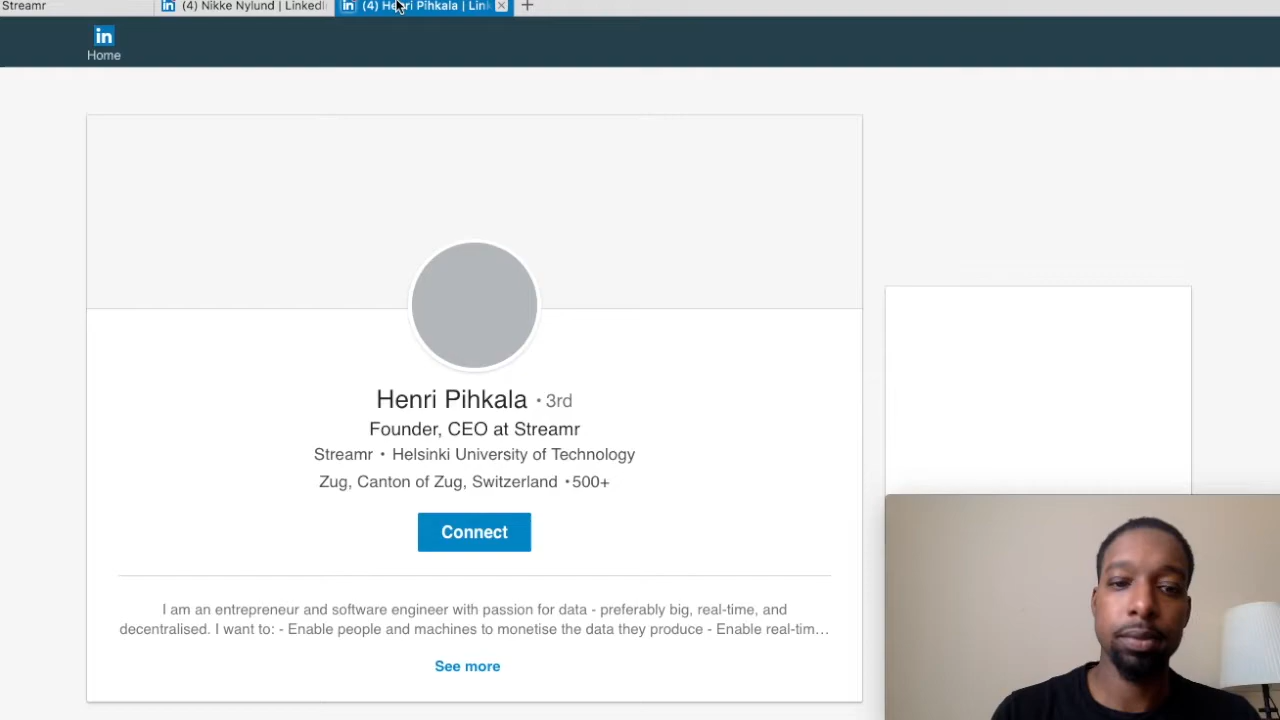 Streamr
(4) Nikke Nylund | LinkedI
(4) Henri Pihkala | Link
in
Home
Henri Pihkala · 3rd
Founder, CEO at Streamr
Streamr • Helsinki University of Technology
Zug, Canton of Zug, Switzerland • 500+
Connect
I am an entrepreneur and software engineer with passion for data - preferably big, real-time, and
decentralised. I want to: - Enable people and machines to monetise the data they produce - Enable real-tim…
See more